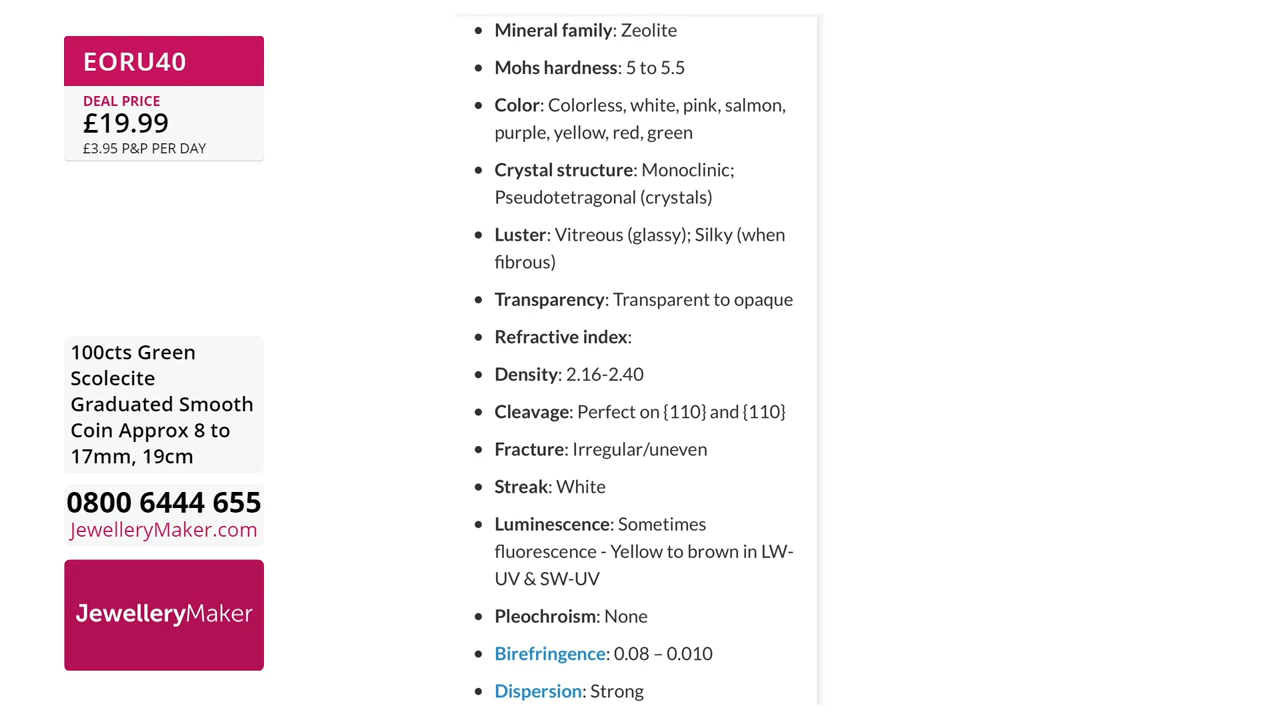 EORU40
DEAL PRICE
£19.99
£3.95 P&P PER DAY
100cts Green
Scolecite
Graduated Smooth
Coin Approx 8 to
17mm, 19cm
0800 6444 655
JewelleryMaker.com
JewelleryMaker
• Mineral family: Zeolite
• Mohs hardness: 5 to 5.5
• Color: Colorless, white, pink, salmon,
purple, yellow, red, green
• Crystal structure: Monoclinic;
Pseudotetragonal (crystals)
• Luster: Vitreous (glassy); Silky (when
fibrous)
• Transparency: Transparent to opaque
• Refractive index:
• Density: 2.16-2.40
• Cleavage: Perfect on {110} and {110}
• Fracture: Irregular/uneven
• Streak: White
• Luminescence: Sometimes
fluorescence - Yellow to brown in LW-
UV & SW-UV
• Pleochroism: None
• Birefringence: 0.08 – 0.010
• Dispersion: Strong